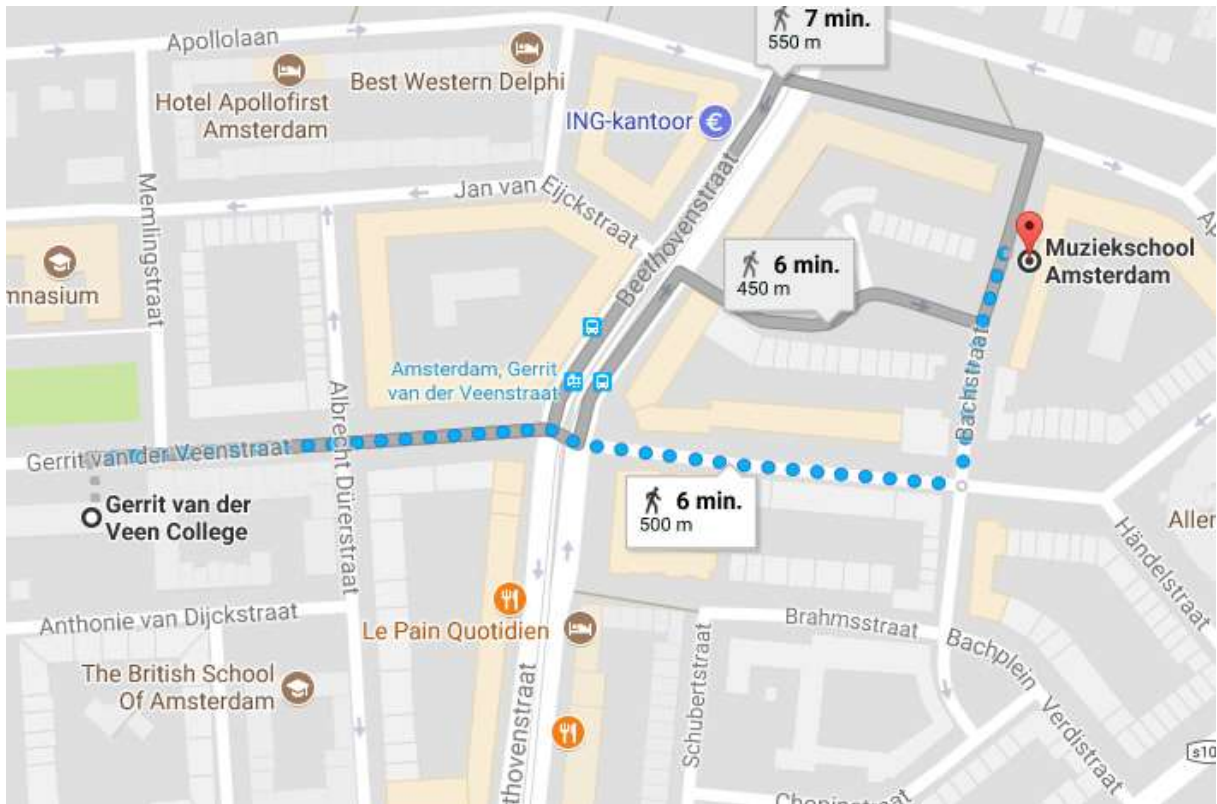 7 min.
550 m
Apollolaan
Best Western Delphi
Hotel Apollofirst
Amsterdam
ING-kantoor
Memlingstraat
Jan van Eijckstraat
Beethovenstraat
mnasium
6 min.
450 m
Muziekschool
Amsterdam
Ap
Amsterdam, Gerrit
van der Veenstraat
Albrecht Dürerstraat
Bachstraat
Gerrit van der Veenstraat
Gerrit van der
Veen College
6 min.
500 m
Aller
Händelstraat
Anthonie van Dijckstraat
Le Pain Quotidien
Brahmsstraat
Bachplein
The British School
Of Amsterdam
Schubertstraat
Verdistraat
thovenstraat
s10
Chopinstraat